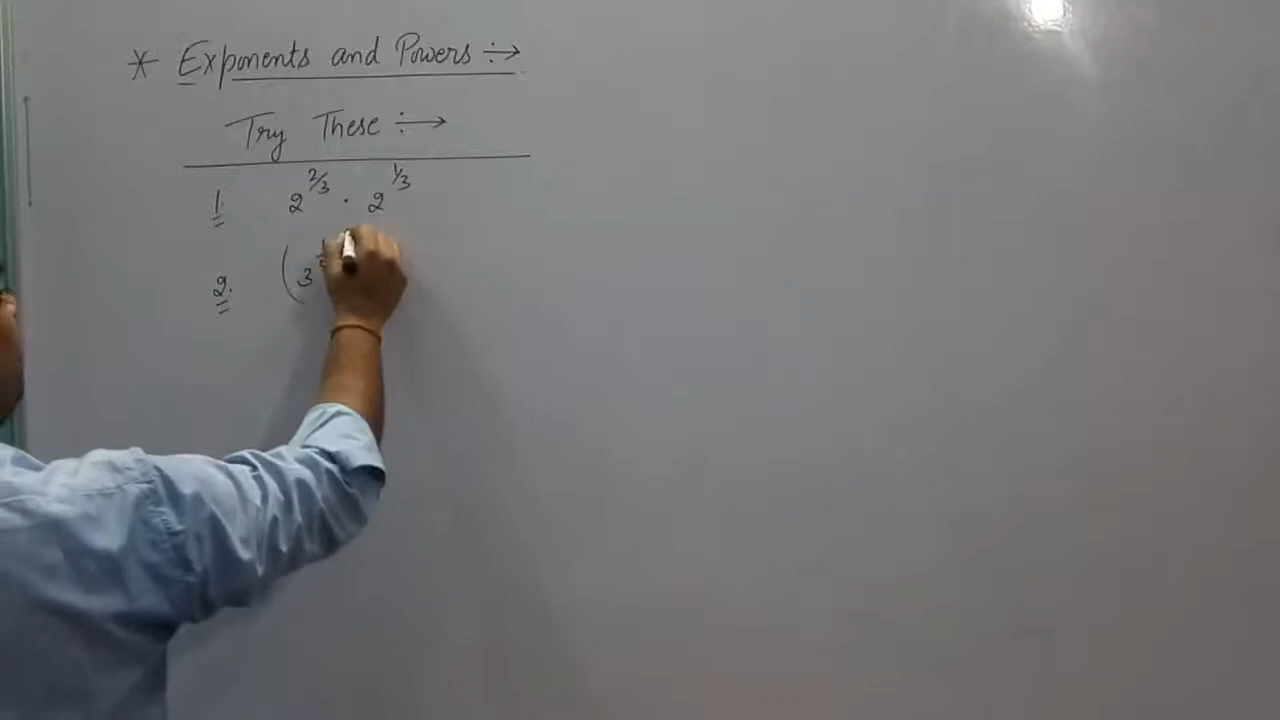 * Exponents and Powers ÷→
Try These ÷→
1. 2^{2/3} · 2^{1/3}
2. (3